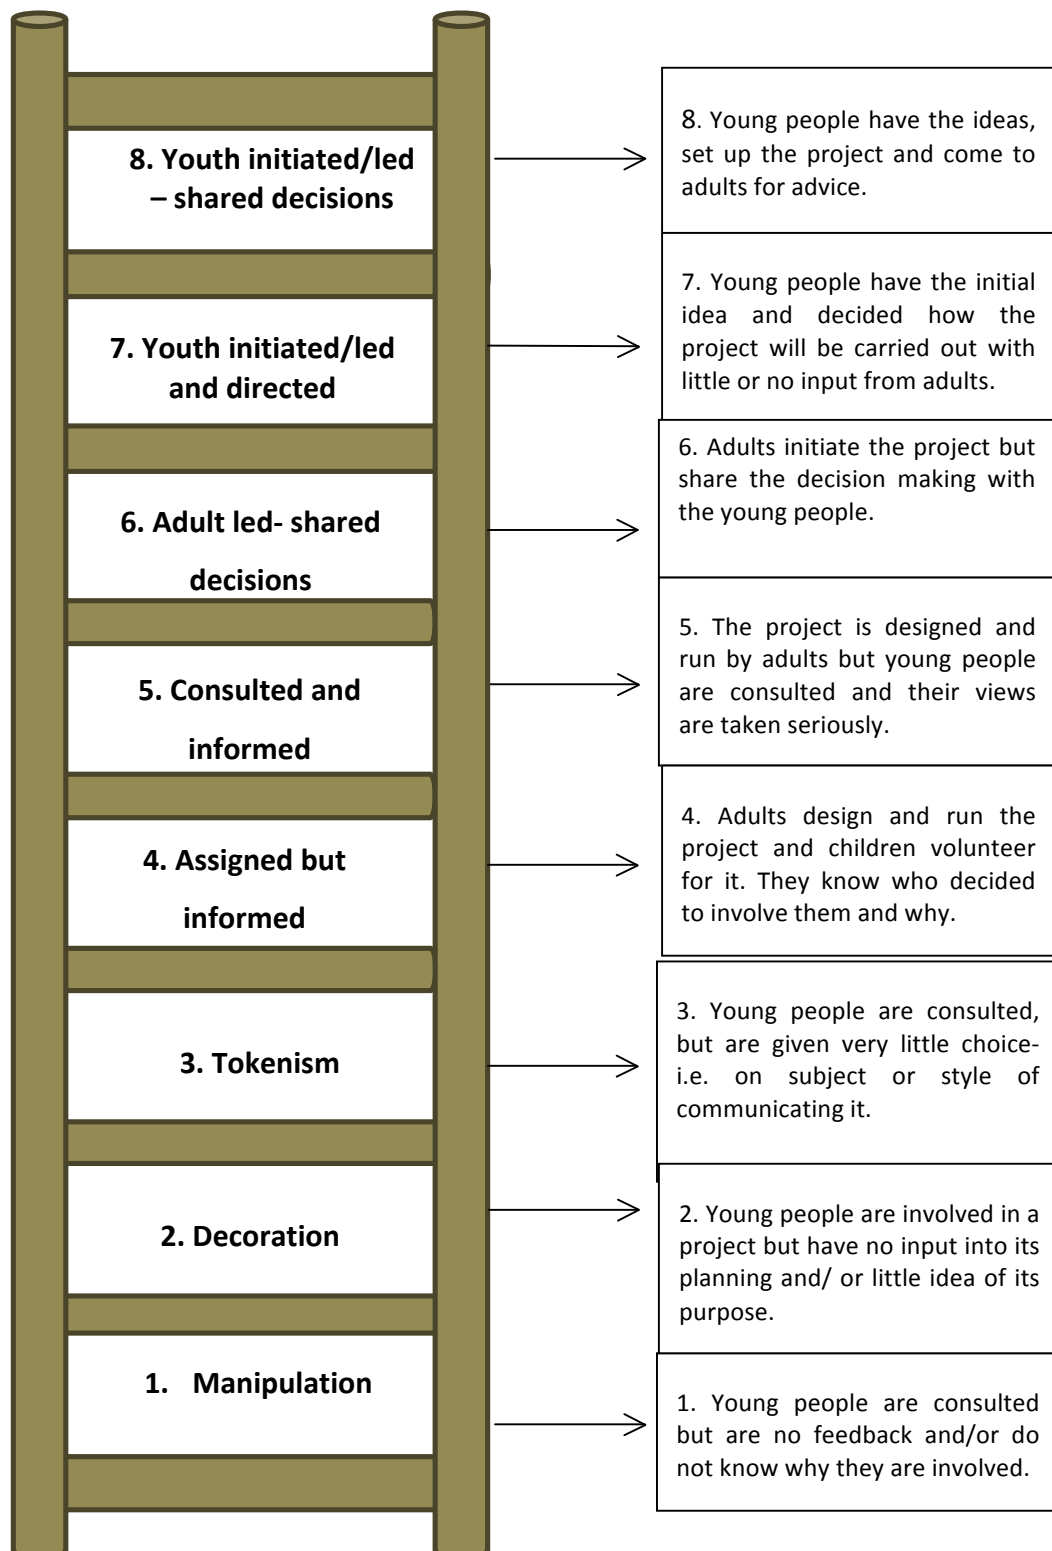 8. Youth initiated/led
– shared decisions
8. Young people have the ideas,
set up the project and come to
adults for advice.
7. Youth initiated/led
and directed
7. Young people have the initial
idea and decided how the
project will be carried out with
little or no input from adults.
6. Adult led- shared
decisions
6. Adults initiate the project but
share the decision making with
the young people.
5. Consulted and
informed
5. The project is designed and
run by adults but young people
are consulted and their views
are taken seriously.
4. Assigned but
informed
4. Adults design and run the
project and children volunteer
for it. They know who decided
to involve them and why.
3. Tokenism
3. Young people are consulted,
but are given very little choice-
i.e. on subject or style of
communicating it.
2. Decoration
2. Young people are involved in a
project but have no input into its
planning and/ or little idea of its
purpose.
1. Manipulation
1. Young people are consulted
but are no feedback and/or do
not know why they are involved.